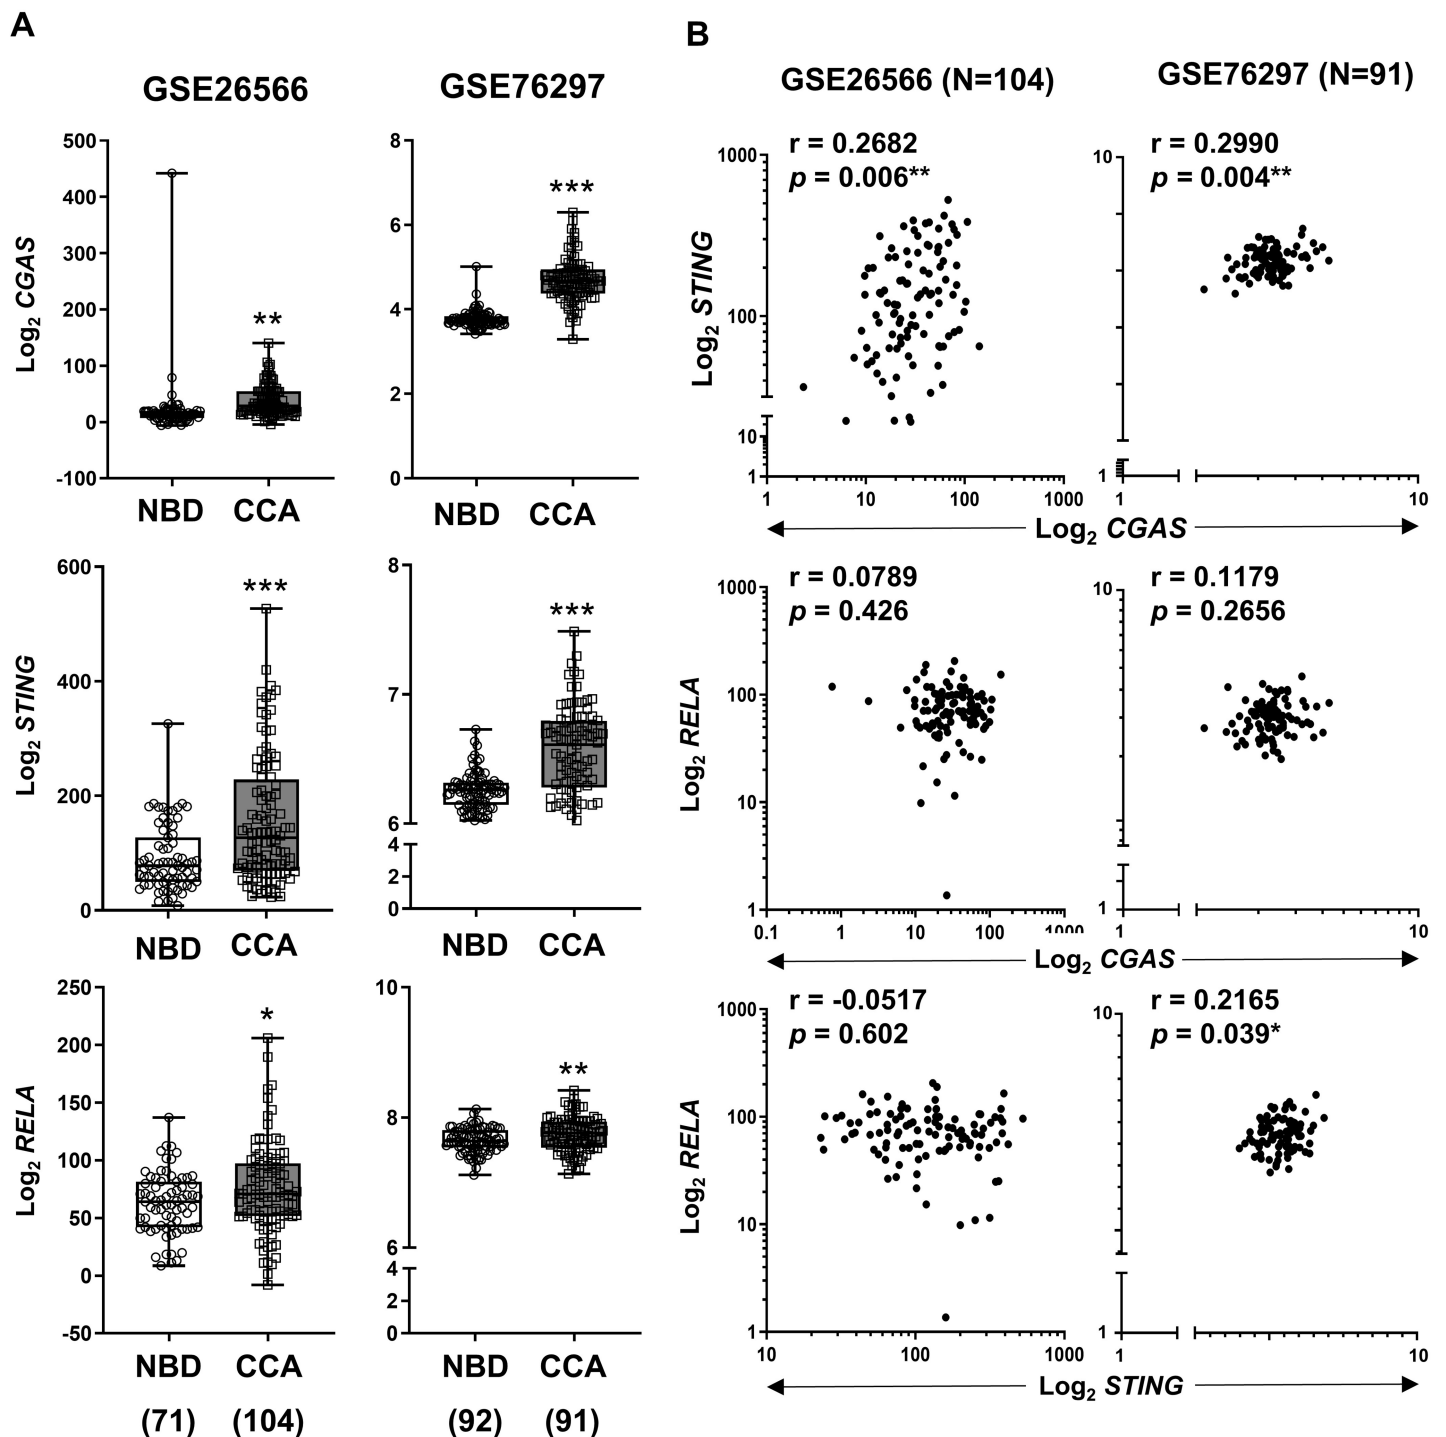 A
B
GSE26566
GSE76297
GSE26566 (N=104)
GSE76297 (N=91)
Log2 CGAS
500
400
300
200
100
0
-100
**
NBD CCA
8
6
4
2
0
***
NBD CCA
Log2 STING
1000
100
10
1
r = 0.2682
p = 0.006**
1 10 100 1000
10
1
r = 0.2990
p = 0.004**
1 10
Log2 CGAS
Log2 STING
600
400
200
0
***
NBD CCA
8
7
6
4
2
0
***
NBD CCA
Log2 RELA
1000
100
10
1
r = 0.0789
p = 0.426
0.1 1 10 100
10
1
r = 0.1179
p = 0.2656
1 10
Log2 CGAS
Log2 RELA
250
200
150
100
50
0
-50
*
NBD CCA
(71) (104)
10
8
6
4
2
0
**
NBD CCA
(92) (91)
Log2 RELA
1000
100
10
1
r = -0.0517
p = 0.602
10 100 1000
10
1
r = 0.2165
p = 0.039*
1 10
Log2 STING